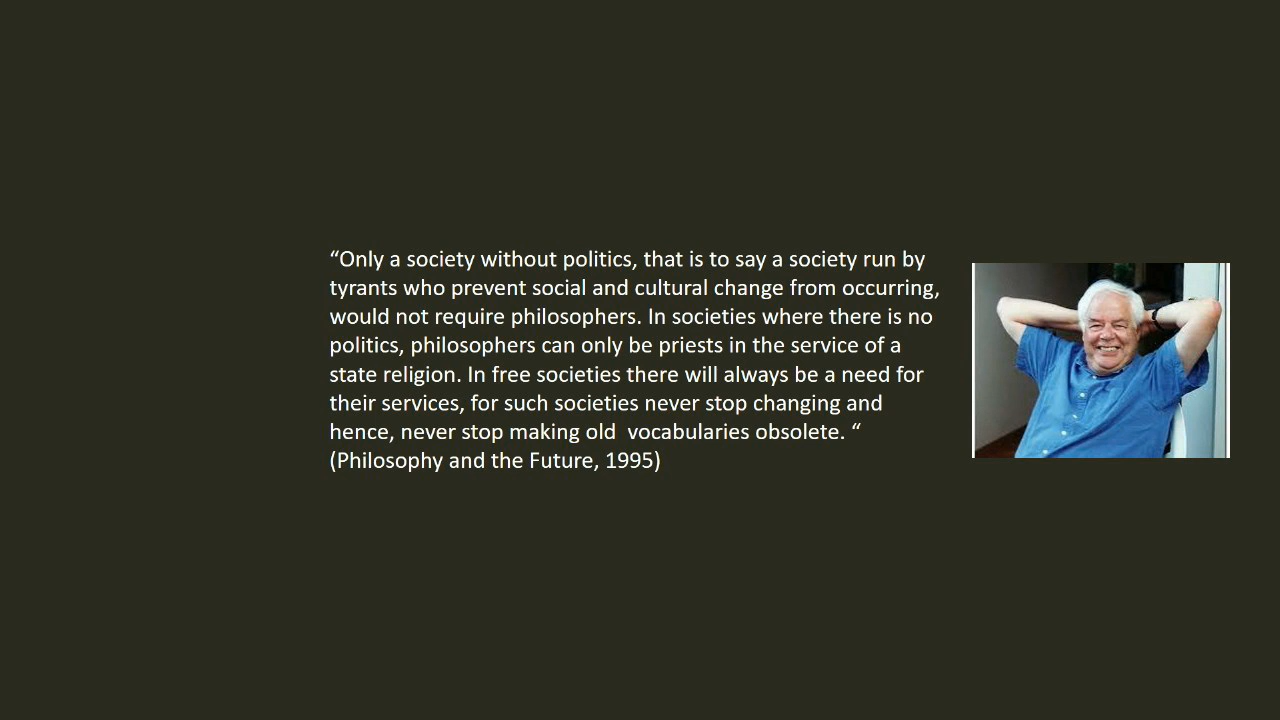 “Only a society without politics, that is to say a society run by
tyrants who prevent social and cultural change from occurring,
would not require philosophers. In societies where there is no
politics, philosophers can only be priests in the service of a
state religion. In free societies there will always be a need for
their services, for such societies never stop changing and
hence, never stop making old  vocabularies obsolete. “
(Philosophy and the Future, 1995)